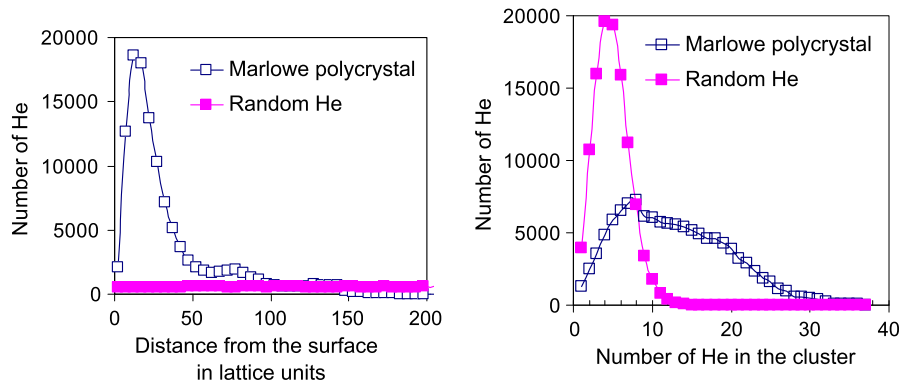 20000
15000
10000
5000
0
Number of He
Marlowe polycrystal
Random He
0
50
100
150
200
Distance from the surface
in lattice units
20000
15000
10000
5000
0
Number of He
Marlowe polycrystal
Random He
0
10
20
30
40
Number of He in the cluster